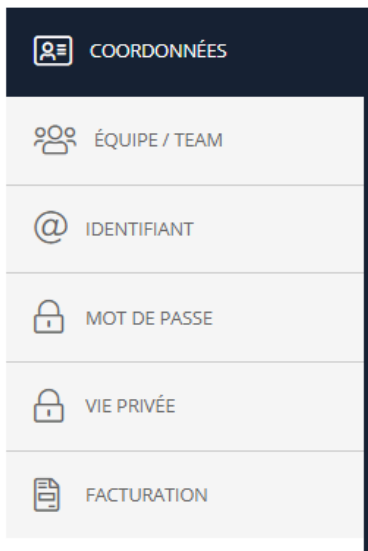 COORDONNÉES
ÉQUIPE / TEAM
IDENTIFIANT
MOT DE PASSE
VIE PRIVÉE
FACTURATION